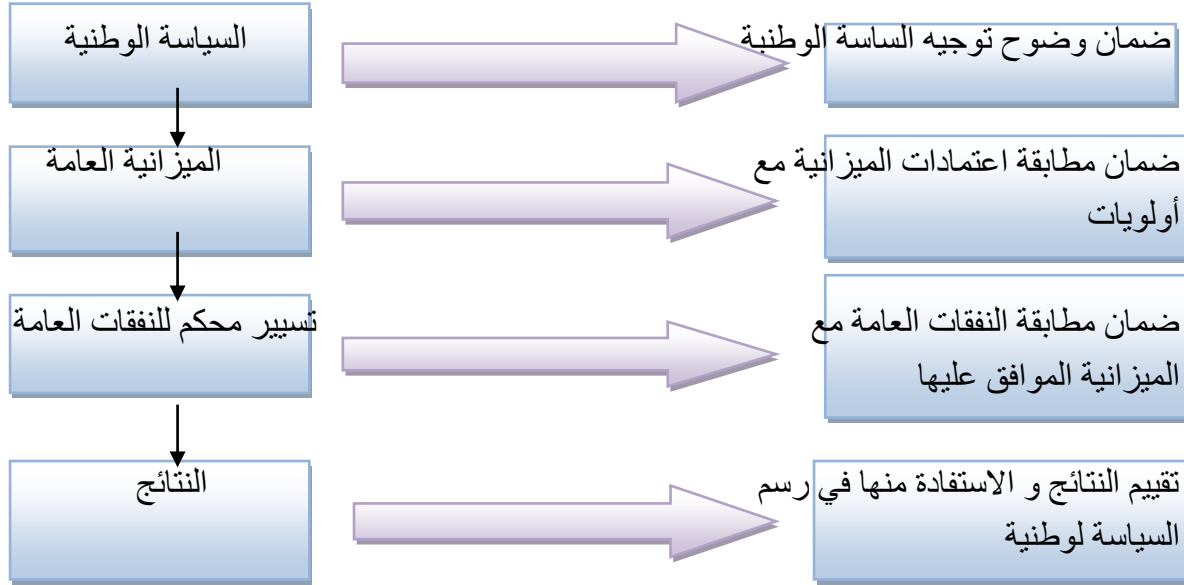 السياسة الوطنية
ضمان وضوح توجيه الساسة الوطنبة
الميزانية العامة
ضمان مطابقة اعتمادات الميزانية مع
أولويات
تسيير محكم للنفقات العامة
ضمان مطابقة النفقات العامة مع
الميزانية الموافق عليها
النتائج
تقييم النتائج و الاستفادة منها في رسم
السياسة لوطنية